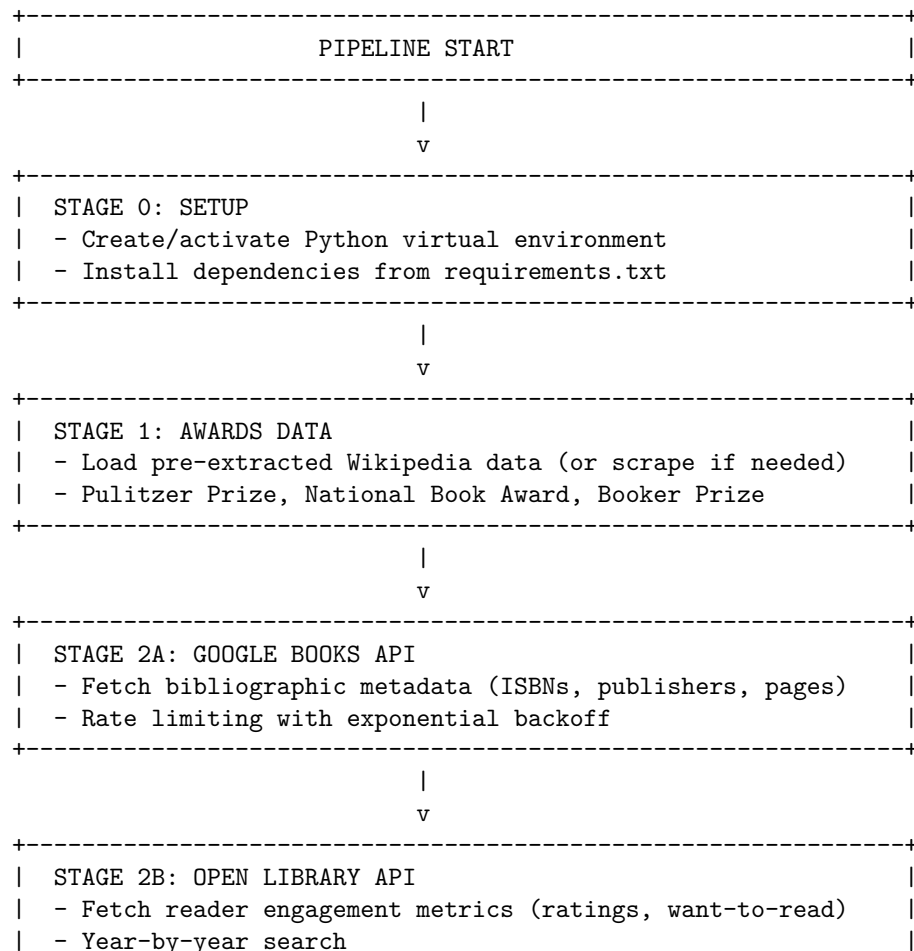 +------------------------------------------------------------------+
|                      PIPELINE START                              |
+------------------------------------------------------------------+
                              |
                              v
+------------------------------------------------------------------+
|  STAGE 0: SETUP                                                  |
|  - Create/activate Python virtual environment                    |
|  - Install dependencies from requirements.txt                    |
+------------------------------------------------------------------+
                              |
                              v
+------------------------------------------------------------------+
|  STAGE 1: AWARDS DATA                                            |
|  - Load pre-extracted Wikipedia data (or scrape if needed)       |
|  - Pulitzer Prize, National Book Award, Booker Prize             |
+------------------------------------------------------------------+
                              |
                              v
+------------------------------------------------------------------+
|  STAGE 2A: GOOGLE BOOKS API                                      |
|  - Fetch bibliographic metadata (ISBNs, publishers, pages)       |
|  - Rate limiting with exponential backoff                        |
+------------------------------------------------------------------+
                              |
                              v
+------------------------------------------------------------------+
|  STAGE 2B: OPEN LIBRARY API                                      |
|  - Fetch reader engagement metrics (ratings, want-to-read)       |
|  - Year-by-year search                                           |